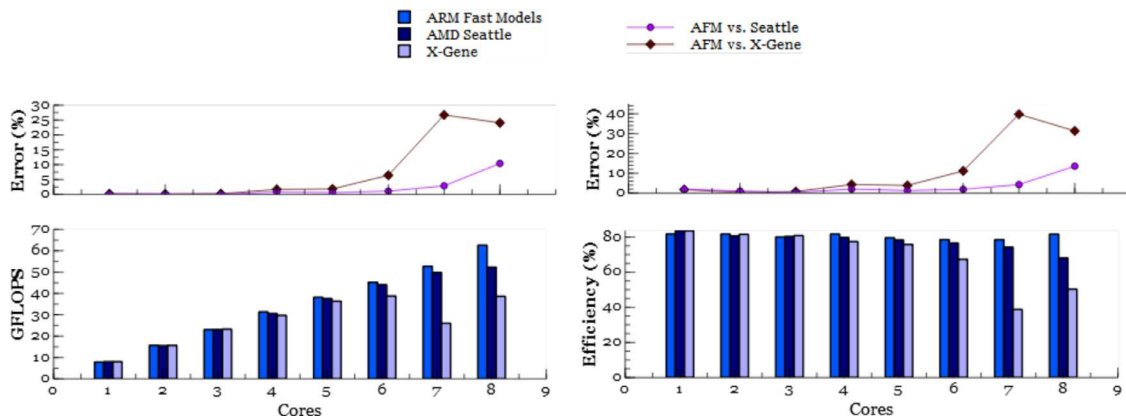 ARM Fast Models
AMD Seattle
X-Gene
AFM vs. Seattle
AFM vs. X-Gene
Error (%)
30
25
20
15
10
5
0
GFLOPS
70
60
50
40
30
20
10
0
0 1 2 3 4 5 6 7 8 9
Cores
Error (%)
40
30
20
10
0
Efficiency (%)
80
60
40
20
0
0 1 2 3 4 5 6 7 8 9
Cores